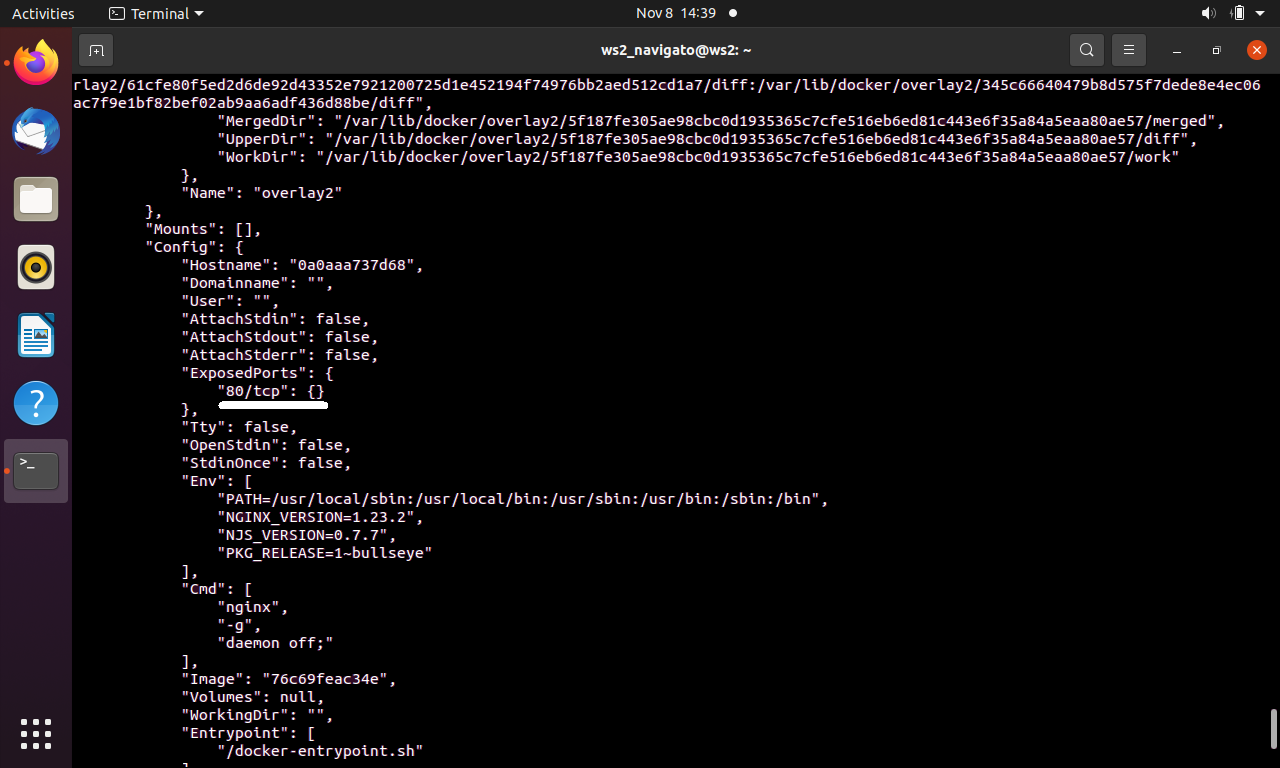 Activities
Terminal
Nov 8 14:39
ws2_navigato@ws2: ~
rlay2/61cfe80f5ed2d6de92d43352e7921200725d1e452194f74976bb2aed512cd1a7/diff:/var/lib/docker/overlay2/345c66640479b8d575f7dede8e4ec06
ac7f9e1bf82bef02ab9aa6adf436d88be/diff",
"MergedDir": "/var/lib/docker/overlay2/5f187fe305ae98cbc0d1935365c7cfe516eb6ed81c443e6f35a84a5eaa80ae57/merged",
"UpperDir": "/var/lib/docker/overlay2/5f187fe305ae98cbc0d1935365c7cfe516eb6ed81c443e6f35a84a5eaa80ae57/diff",
"WorkDir": "/var/lib/docker/overlay2/5f187fe305ae98cbc0d1935365c7cfe516eb6ed81c443e6f35a84a5eaa80ae57/work"
},
"Name": "overlay2"
},
"Mounts": [],
"Config": {
"Hostname": "0a0aaa737d68",
"Domainname": "",
"User": "",
"AttachStdin": false,
"AttachStdout": false,
"AttachStderr": false,
"ExposedPorts": {
"80/tcp": {}
},
"Tty": false,
"OpenStdin": false,
"StdinOnce": false,
"Env": [
"PATH=/usr/local/sbin:/usr/local/bin:/usr/sbin:/usr/bin:/sbin:/bin",
"NGINX_VERSION=1.23.2",
"NJS_VERSION=0.7.7",
"PKG_RELEASE=1~bullseye"
],
"Cmd": [
"nginx",
"-g",
"daemon off;"
],
"Image": "76c69feac34e",
"Volumes": null,
"WorkingDir": "",
"Entrypoint": [
"/docker-entrypoint.sh"